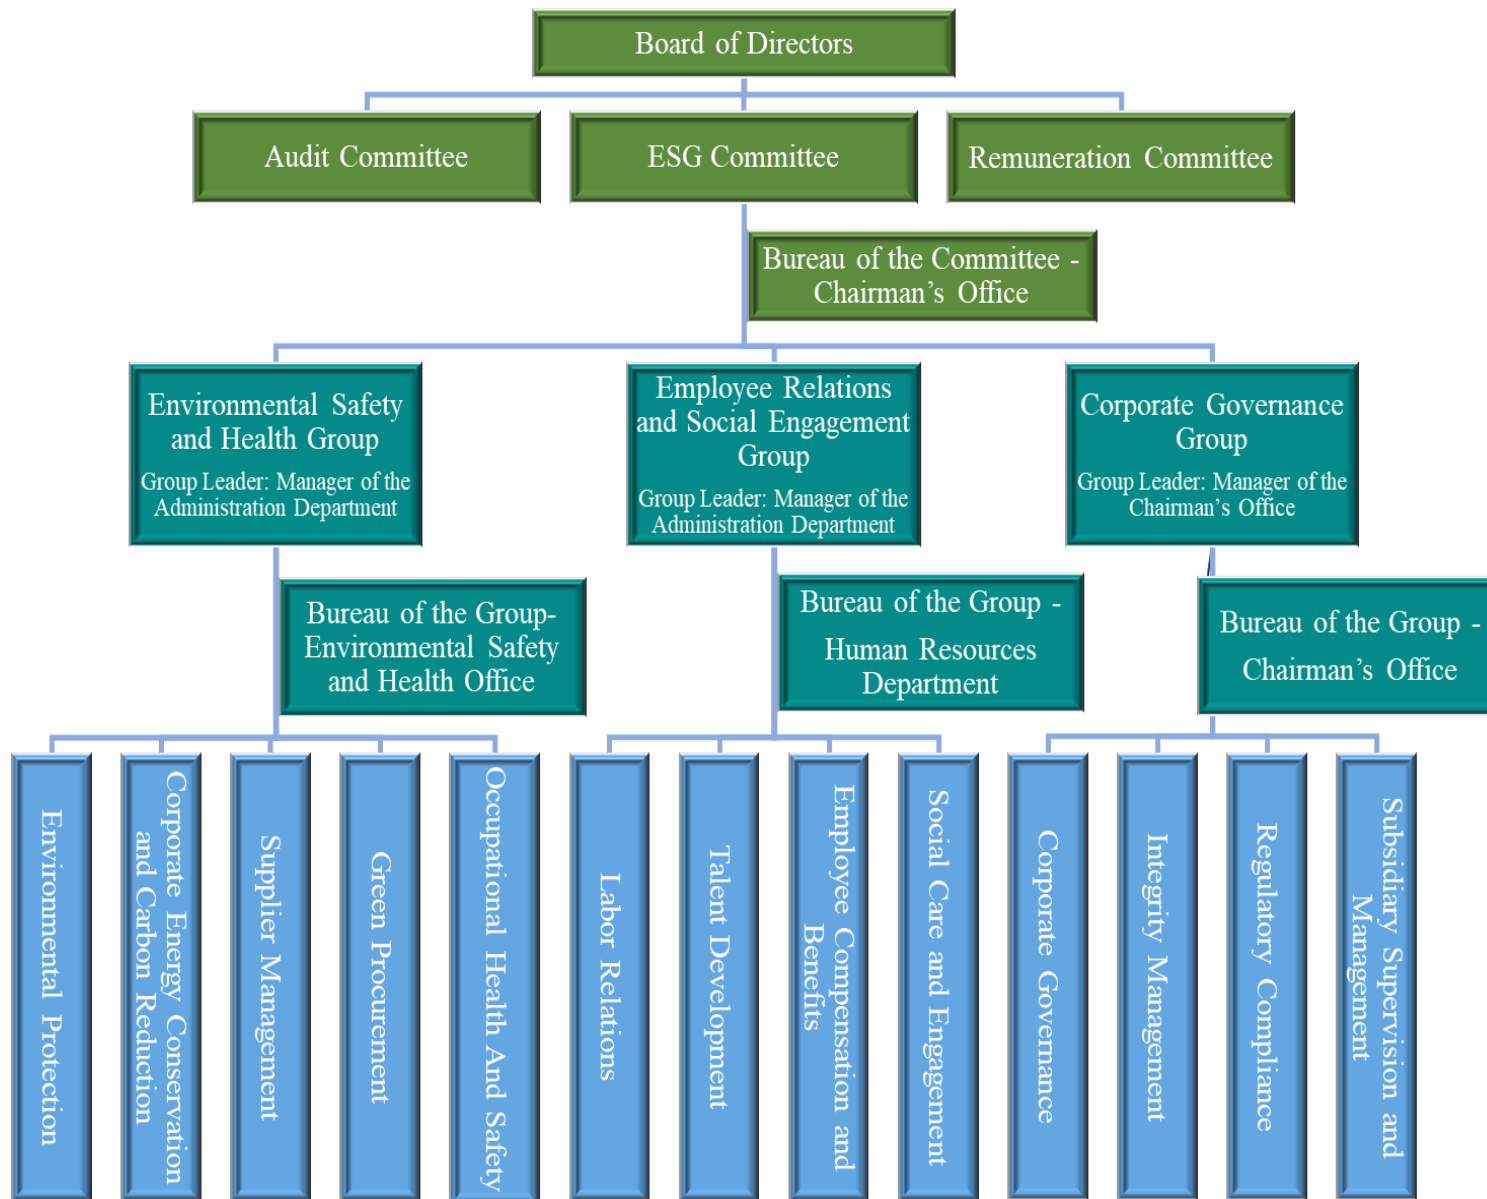 Board of Directors
Audit Committee
ESG Committee
Remuneration Committee
Bureau of the Committee -
Chairman’s Office
Environmental Safety
and Health Group
Group Leader: Manager of the
Administration Department
Employee Relations
and Social Engagement
Group
Group Leader: Manager of the
Administration Department
Corporate Governance
Group
Group Leader: Manager of the
Chairman’s Office
Bureau of the Group-
Environmental Safety
and Health Office
Bureau of the Group -
Human Resources
Department
Bureau of the Group -
Chairman’s Office
Environmental Protection
Corporate Energy Conservation
and Carbon Reduction
Supplier Management
Green Procurement
Occupational Health And Safety
Labor Relations
Talent Development
Employee Compensation and
Benefits
Social Care and Engagement
Corporate Governance
Integrity Management
Regulatory Compliance
Subsidiary Supervision and
Management